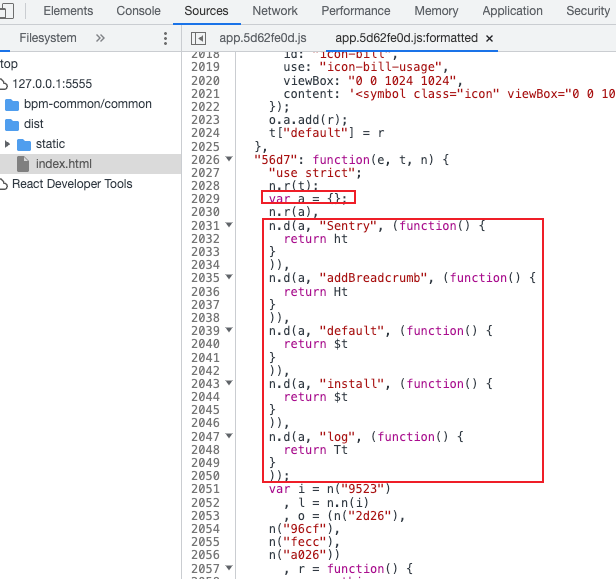 Elements Console Sources Network Performance Memory Application Security
Filesystem » app.5d62fe0d.js app.5d62fe0d.js:formatted ×
top
127.0.0.1:5555
bpm-common/common
dist
static
index.html
React Developer Tools
2018 id: "icon-bill",
2019 use: "icon-bill-usage",
2020 viewBox: "0 0 1024 1024",
2021 content: '<symbol class="icon" viewBox="0 0 10
2022 });
2023 o.a.add(r);
2024 t["default"] = r
2025 },
2026 "56d7": function(e, t, n) {
2027 "use strict";
2028 n.r(t);
2029 var a = {};
2030 n.r(a),
2031 n.d(a, "Sentry", (function() {
2032 return ht
2033 }
2034 )),
2035 n.d(a, "addBreadcrumb", (function() {
2036 return Ht
2037 }
2038 )),
2039 n.d(a, "default", (function() {
2040 return $t
2041 }
2042 )),
2043 n.d(a, "install", (function() {
2044 return $t
2045 }
2046 )),
2047 n.d(a, "log", (function() {
2048 return Tt
2049 }
2050 ));
2051 var i = n("9523")
2052 , l = n.n(i)
2053 , o = (n("2d26"),
2054 n("96cf"),
2055 n("fecc"),
2056 n("a026"))
2057 , r = function() {